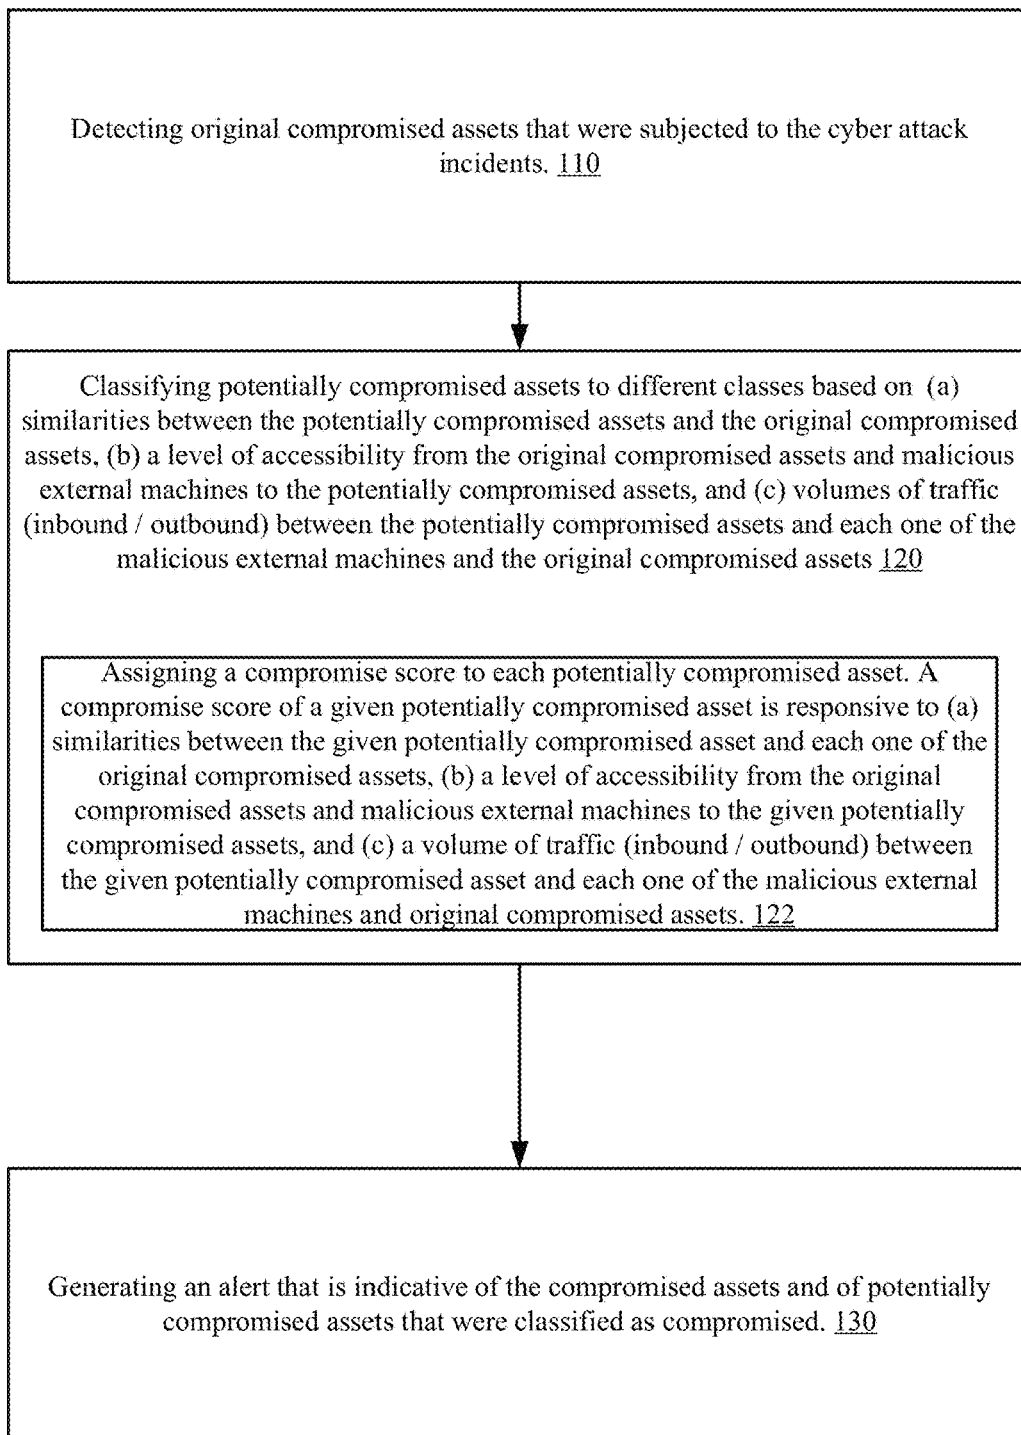 Detecting original compromised assets that were subjected to the cyber attack
incidents. 110
Classifying potentially compromised assets to different classes based on (a)
similarities between the potentially compromised assets and the original compromised
assets, (b) a level of accessibility from the original compromised assets and malicious
external machines to the potentially compromised assets, and (c) volumes of traffic
(inbound / outbound) between the potentially compromised assets and each one of the
malicious external machines and the original compromised assets 120
Assigning a compromise score to each potentially compromised asset. A
compromise score of a given potentially compromised asset is responsive to (a)
similarities between the given potentially compromised asset and each one of the
original compromised assets, (b) a level of accessibility from the original
compromised assets and malicious external machines to the given potentially
compromised assets, and (c) a volume of traffic (inbound / outbound) between
the given potentially compromised asset and each one of the malicious external
machines and original compromised assets. 122
Generating an alert that is indicative of the compromised assets and of potentially
compromised assets that were classified as compromised. 130